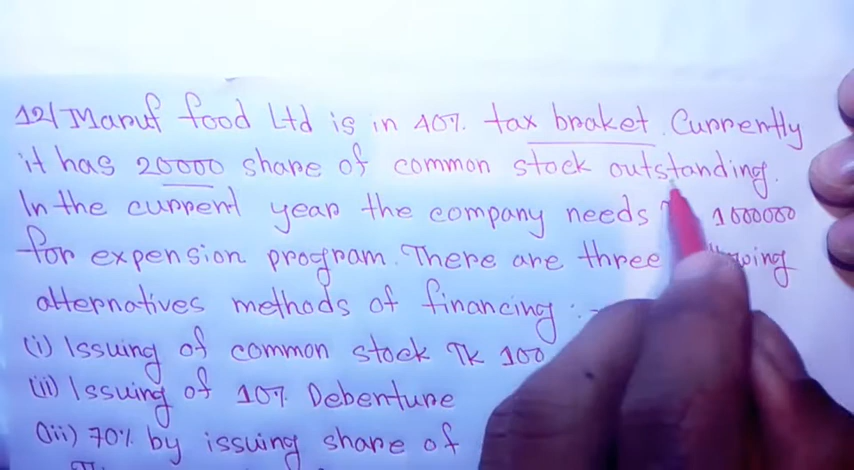 12/ Maruf food Ltd is in 40% tax braket. Currently
it has 20000 share of common stock outstanding.
In the current year the company needs 1000000
for expension program. There are three
alternatives methods of financing :-
(i) Issuing of common stock Tk 100
(ii) Issuing of 10% Debenture
(iii) 70% by issuing share of